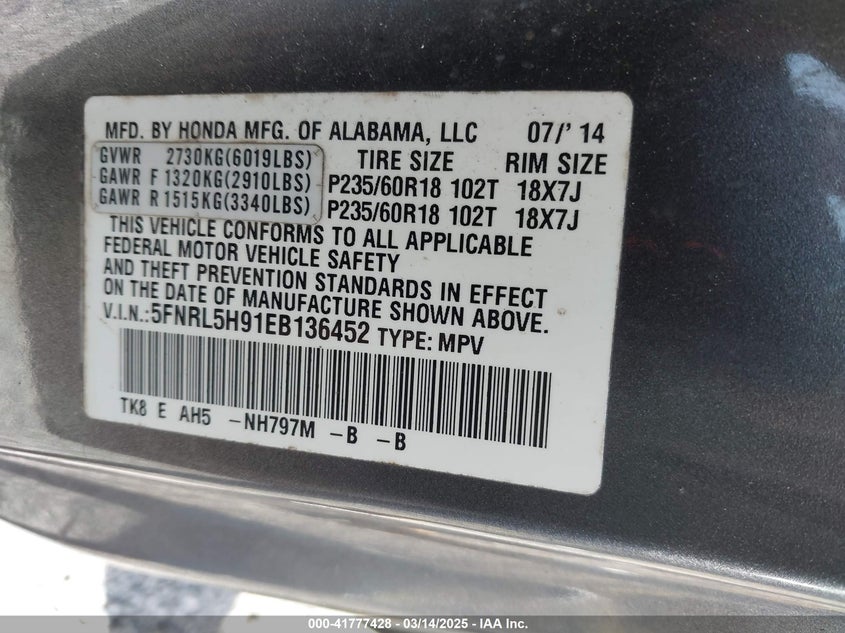 MFD. BY HONDA MFG. OF ALABAMA, LLC 07/' 14
GVWR 2730KG(6019LBS) TIRE SIZE RIM SIZE
GAWR F 1320KG(2910LBS) P235/60R18 102T 18X7J
GAWR R 1515KG(3340LBS) P235/60R18 102T 18X7J
THIS VEHICLE CONFORMS TO ALL APPLICABLE
FEDERAL MOTOR VEHICLE SAFETY
AND THEFT PREVENTION STANDARDS IN EFFECT
ON THE DATE OF MANUFACTURE SHOWN ABOVE.
V.I.N.:5FNRL5H91EB136452 TYPE: MPV
TK8 E AH5 -NH797M -B -B
000-41777428 - 03/14/2025 - IAA Inc.